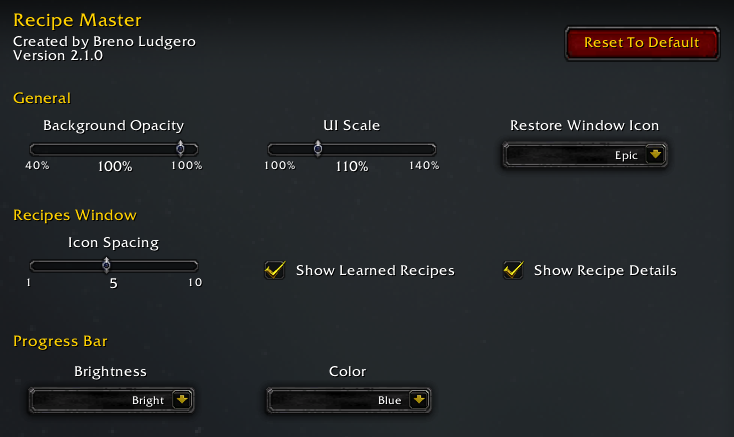 Recipe Master
Created by Breno Ludgero
Version 2.1.0
Reset To Default
General
Background Opacity
40% 100% 100%
UI Scale
100% 110% 140%
Restore Window Icon
Epic
Recipes Window
Icon Spacing
1 5 10
Show Learned Recipes
Show Recipe Details
Progress Bar
Brightness
Bright
Color
Blue